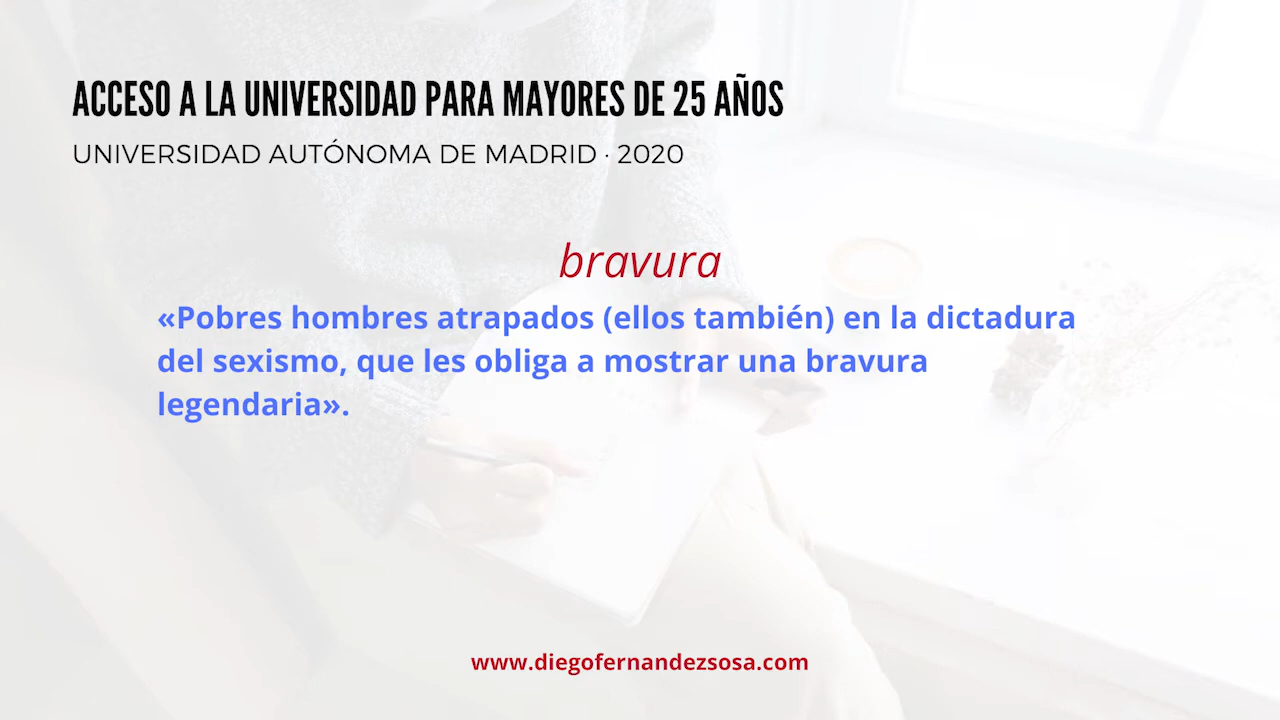 ACCESO A LA UNIVERSIDAD PARA MAYORES DE 25 AÑOS
UNIVERSIDAD AUTÓNOMA DE MADRID · 2020
bravura
«Pobres hombres atrapados (ellos también) en la dictadura
del sexismo, que les obliga a mostrar una bravura
legendaria».
www.diegofernandezsosa.com